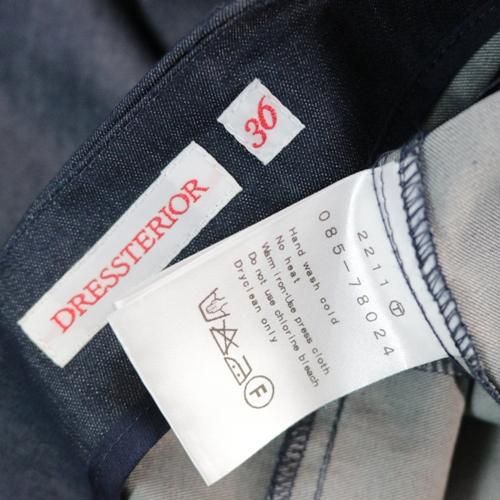 36
DRESSTERIOR
2211 Ⓣ
085-78024
Hand wash cold
No heat
Warm iron-Use press cloth
Do not use chlorine bleach
Dryclean only
F